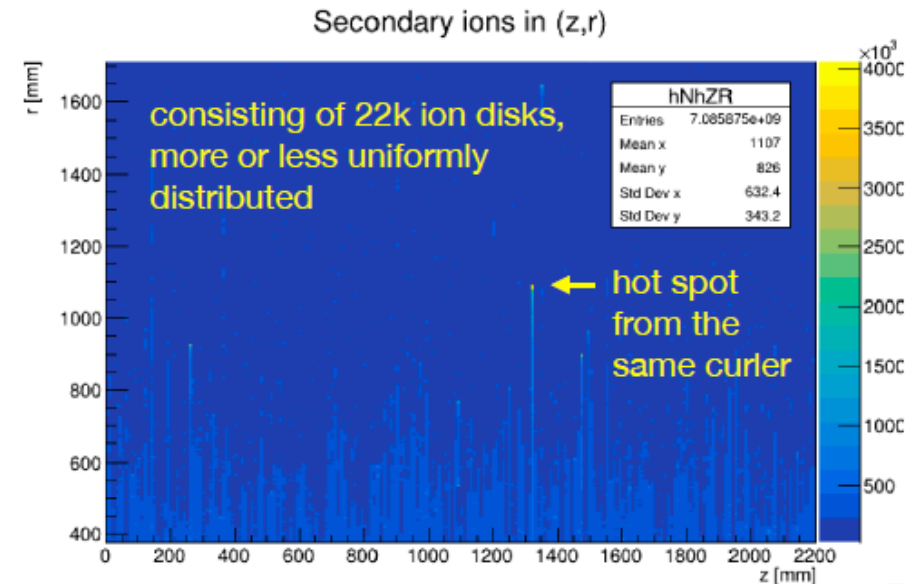 Secondary ions in (z,r)
×10³
r [mm]
1600
1400
1200
1000
800
600
400
consisting of 22k ion disks,
more or less uniformly
distributed
hNhZR
Entries 7.085875e+09
Mean x 1107
Mean y 826
Std Dev x 632.4
Std Dev y 343.2
hot spot
from the
same curler
4000
3500
3000
2500
2000
1500
1000
500
0 200 400 600 800 1000 1200 1400 1600 1800 2000 2200
z [mm]